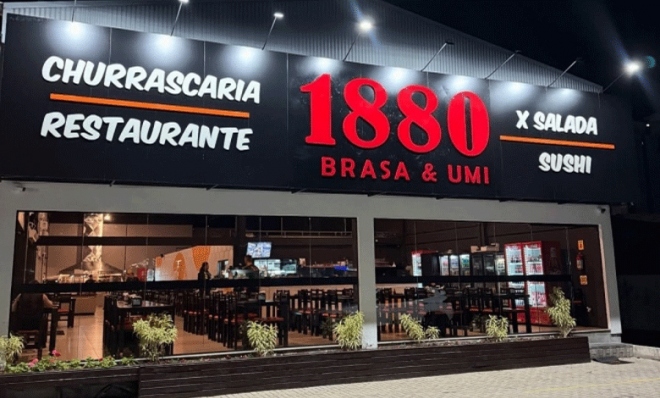 CHURRASCARIA
RESTAURANTE
1880
BRASA & UMI
X SALADA
SUSHI